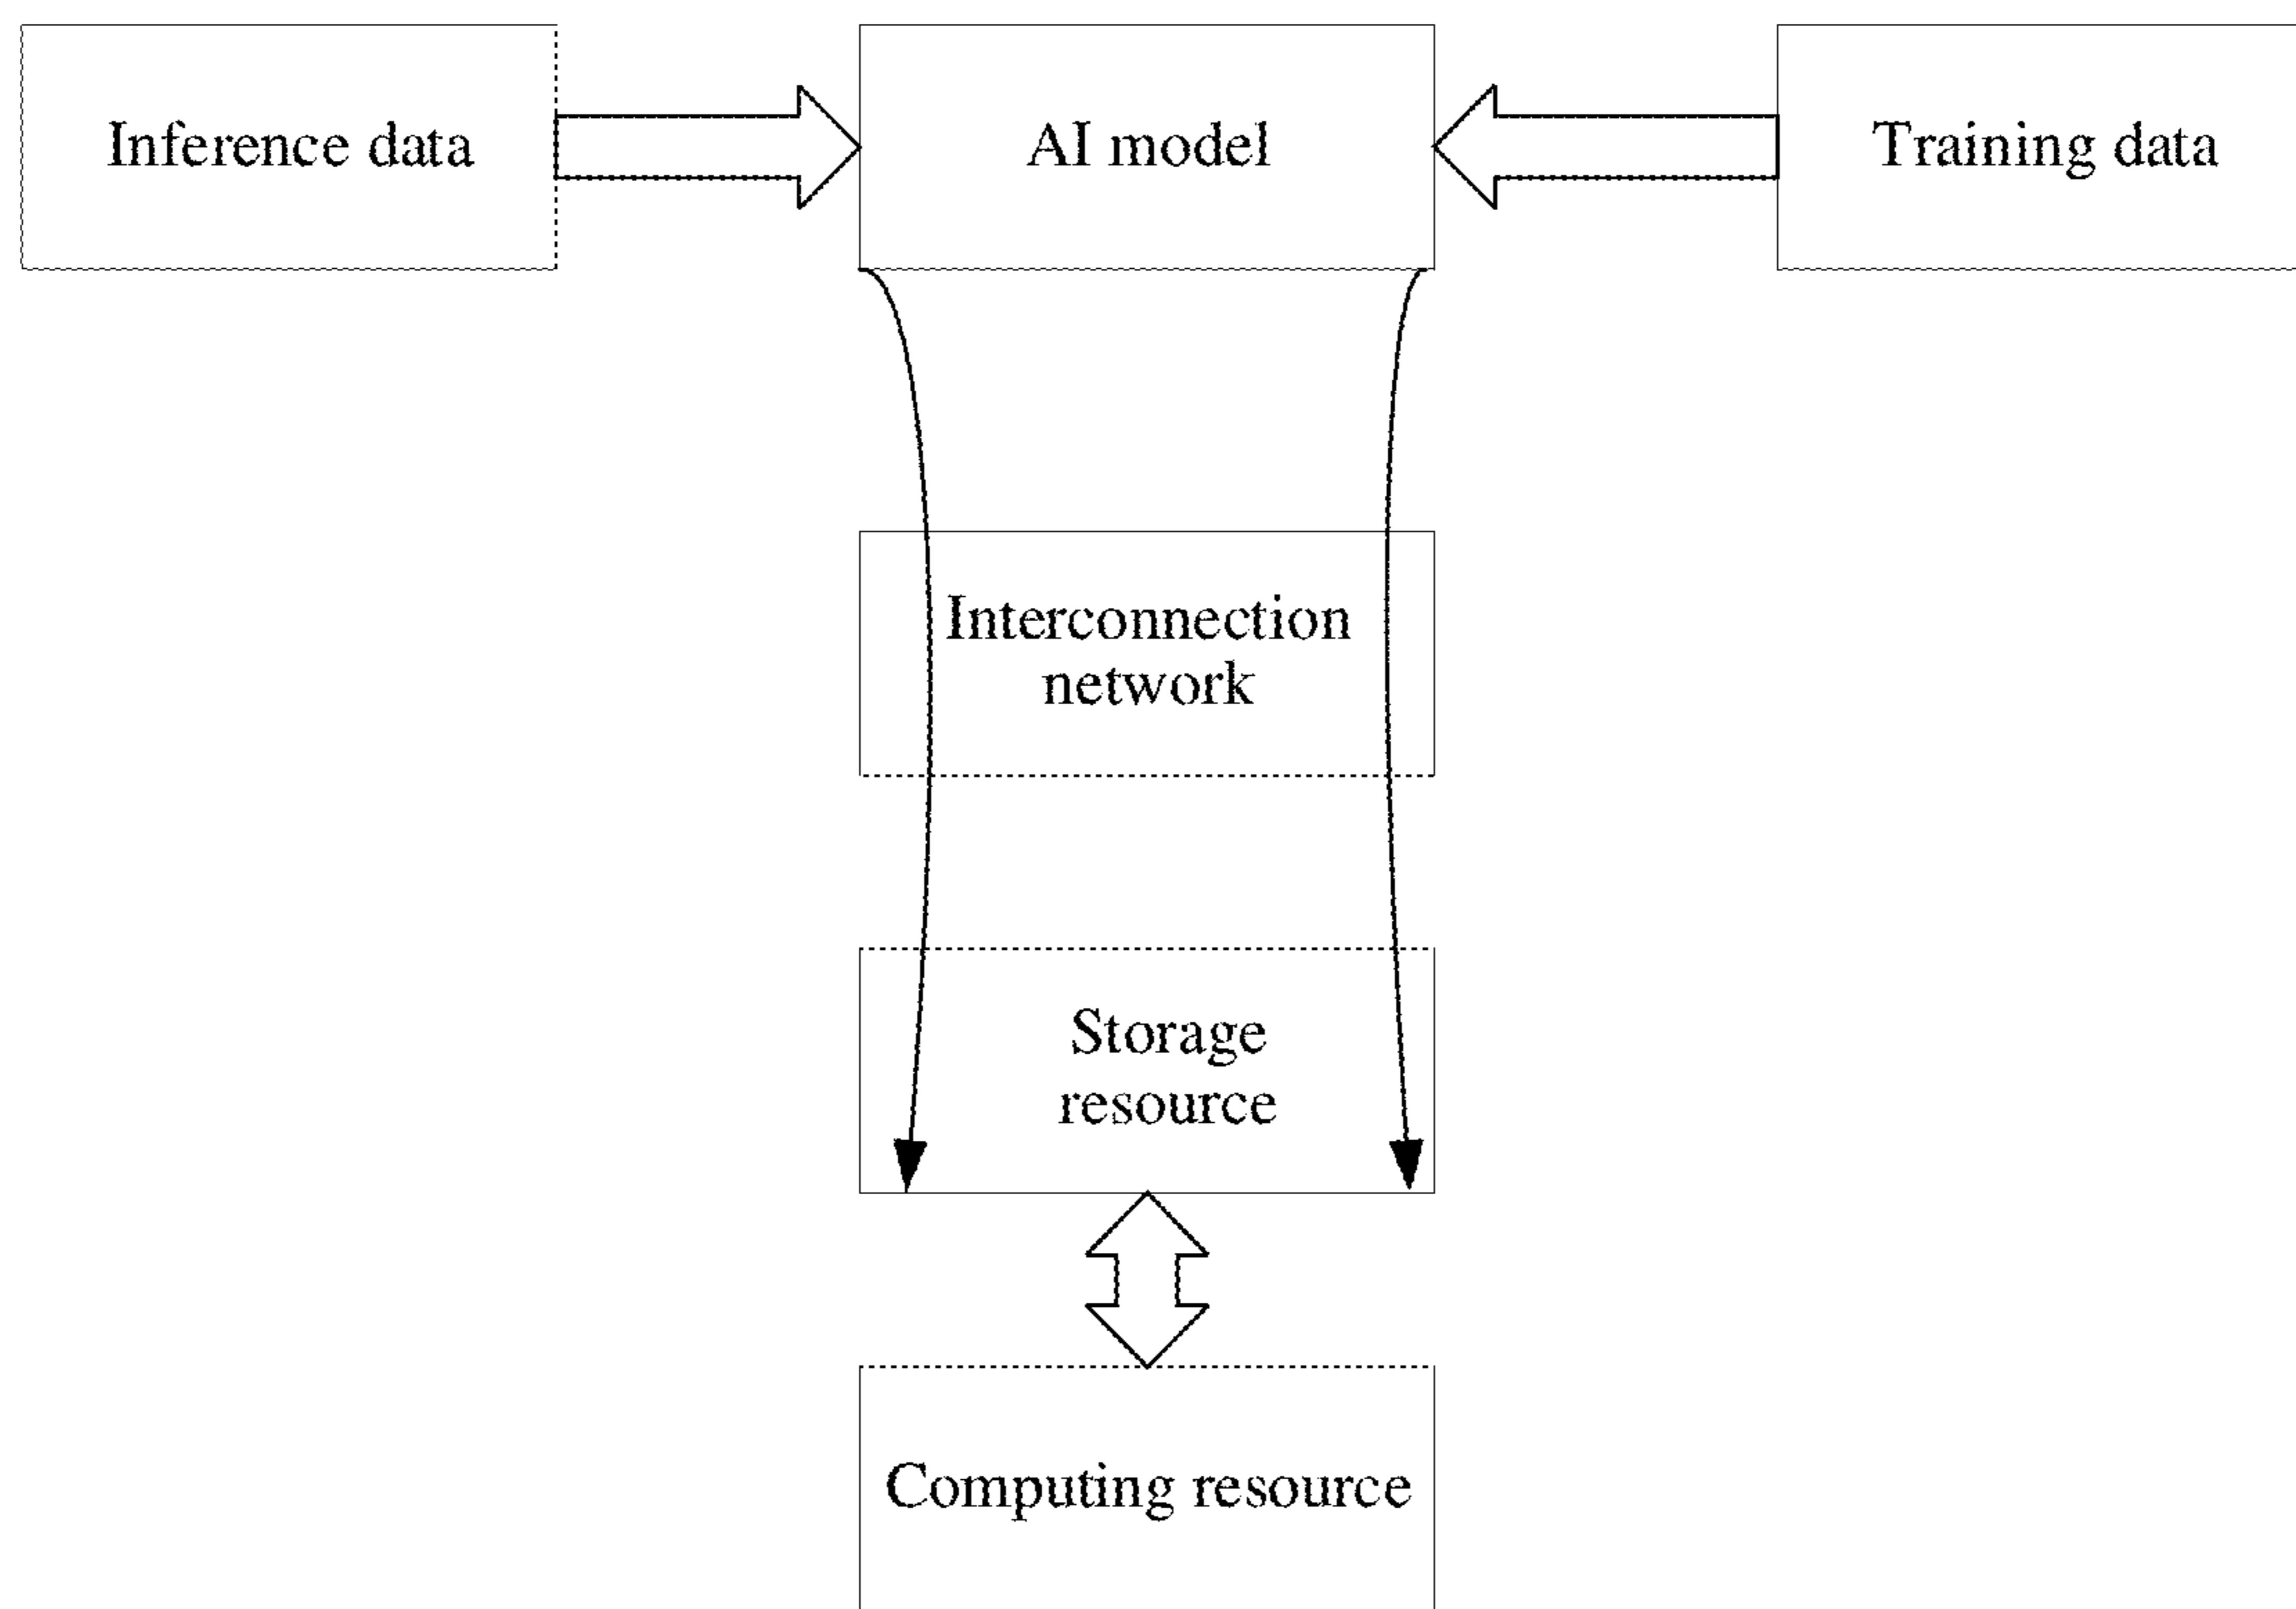 Inference data
AI model
Training data
Interconnection
network
Storage
resource
Computing resource